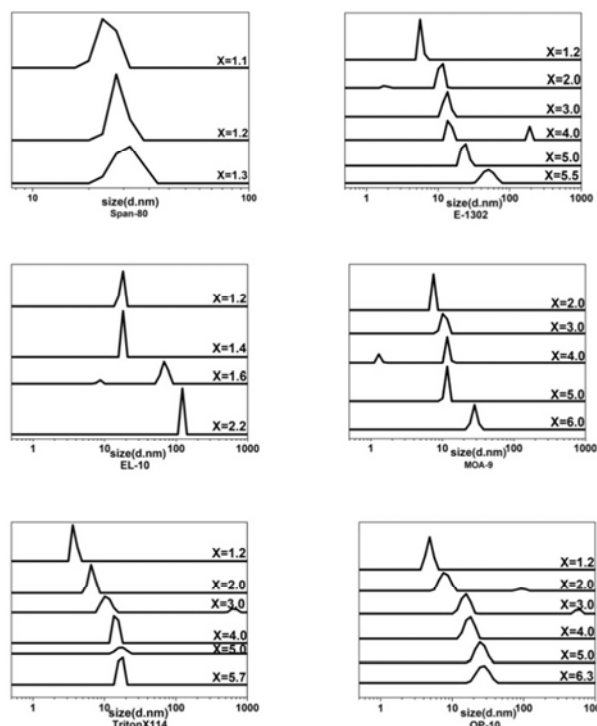 X=1.1
X=1.2
X=1.3
10 100
size(d.nm)
Span-80
X=1.2
X=2.0
X=3.0
X=4.0
X=5.0
X=5.5
1 10 100 1000
size(d.nm)
E-1302
X=1.2
X=1.4
X=1.6
X=2.2
1 10 100 1000
size(d.nm)
EL-10
X=2.0
X=3.0
X=4.0
X=5.0
X=6.0
1 10 100 1000
size(d.nm)
MOA-9
X=1.2
X=2.0
X=3.0
X=4.0
X=5.0
X=5.7
1 10 100 1000
size(d.nm)
TritonX114
X=1.2
X=2.0
X=3.0
X=4.0
X=5.0
X=6.3
1 10 100 1000
size(d.nm)
OP-10